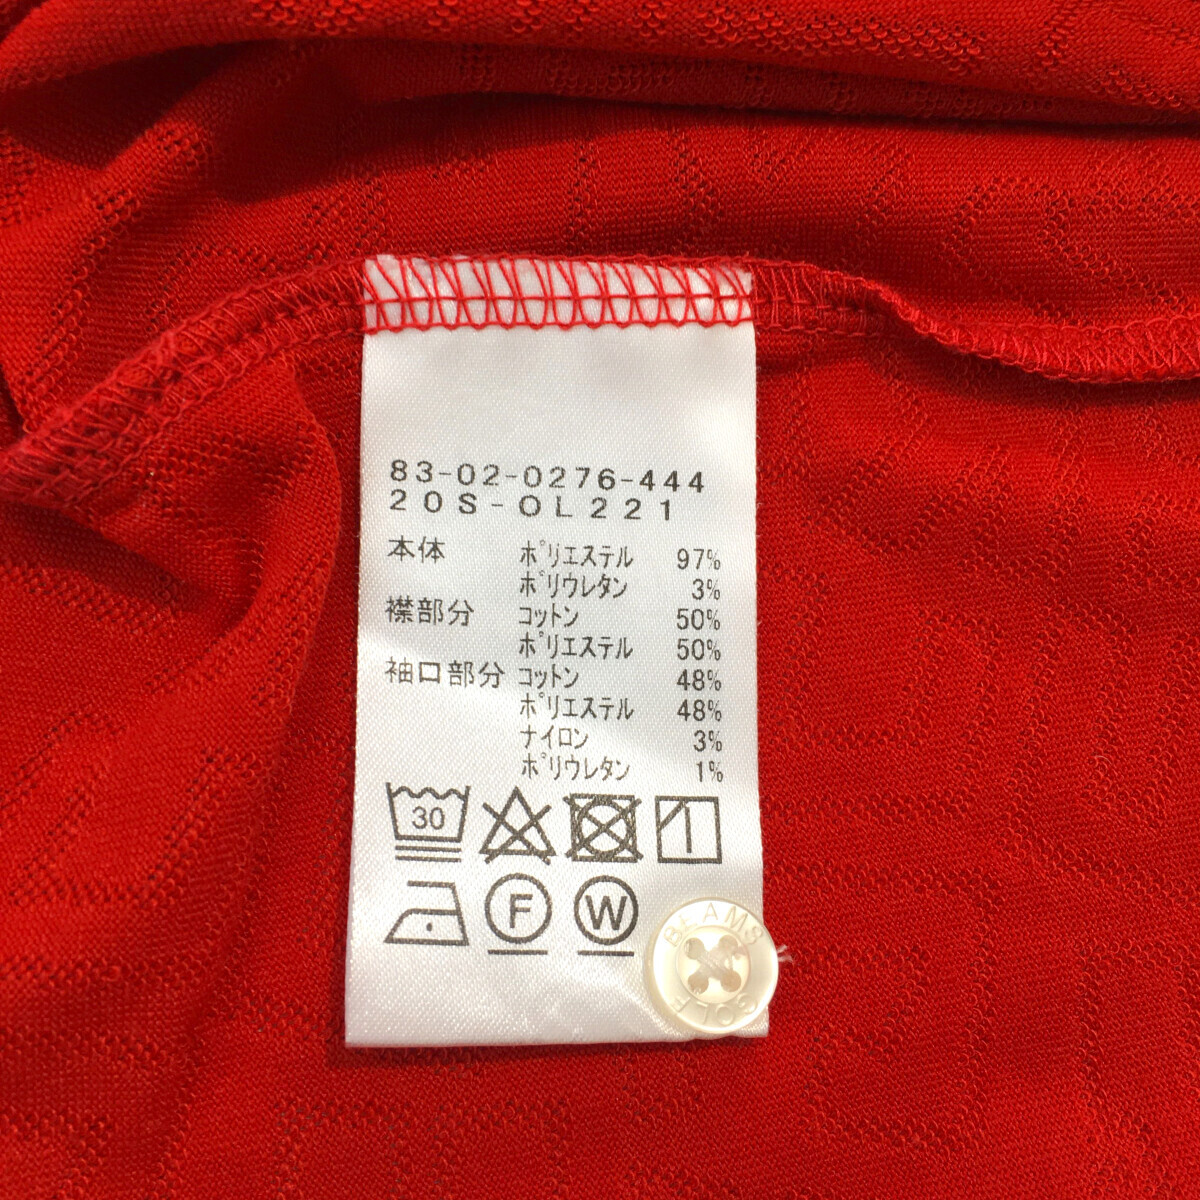 83-02-0276-444
20S-OL221
本体 ポリエステル 97%
ポリウレタン 3%
襟部分 コットン 50%
ポリエステル 50%
袖口部分 コットン 48%
ポリエステル 48%
ナイロン 3%
ポリウレタン 1%
30
F W
BEAMS
GOLF